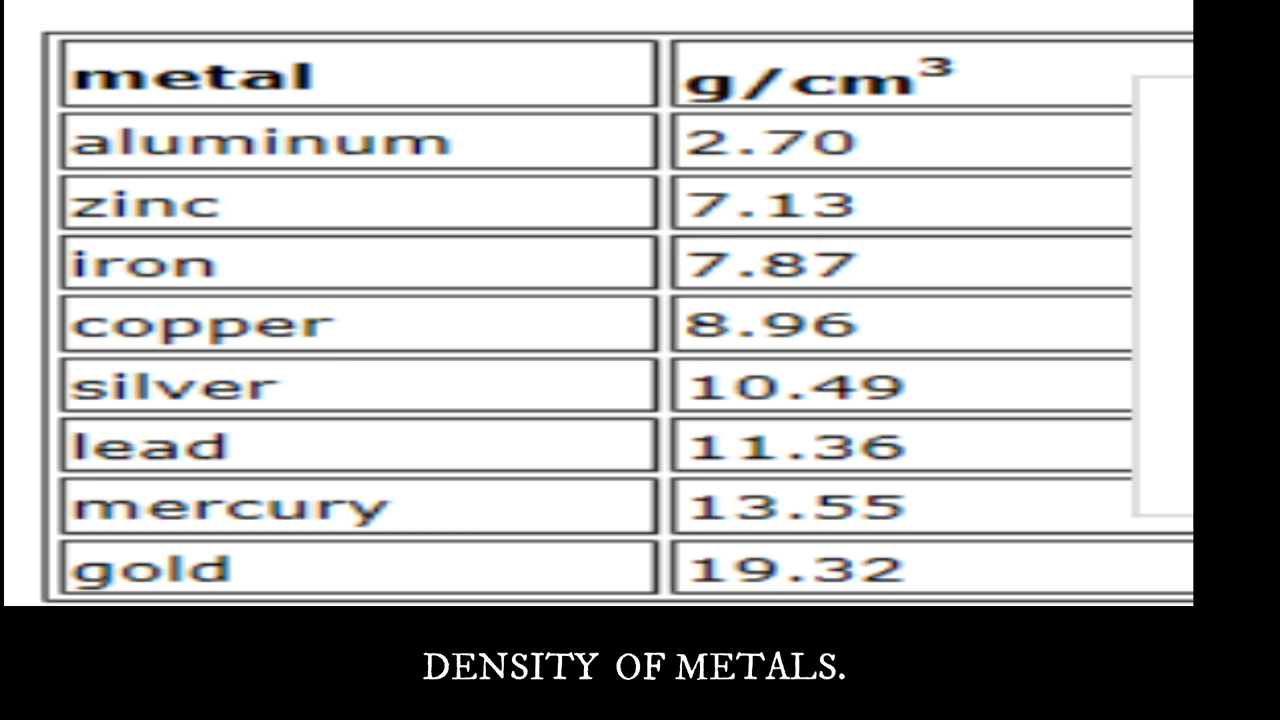 metal g/cm³
aluminum 2.70
zinc 7.13
iron 7.87
copper 8.96
silver 10.49
lead 11.36
mercury 13.55
gold 19.32
DENSITY OF METALS.